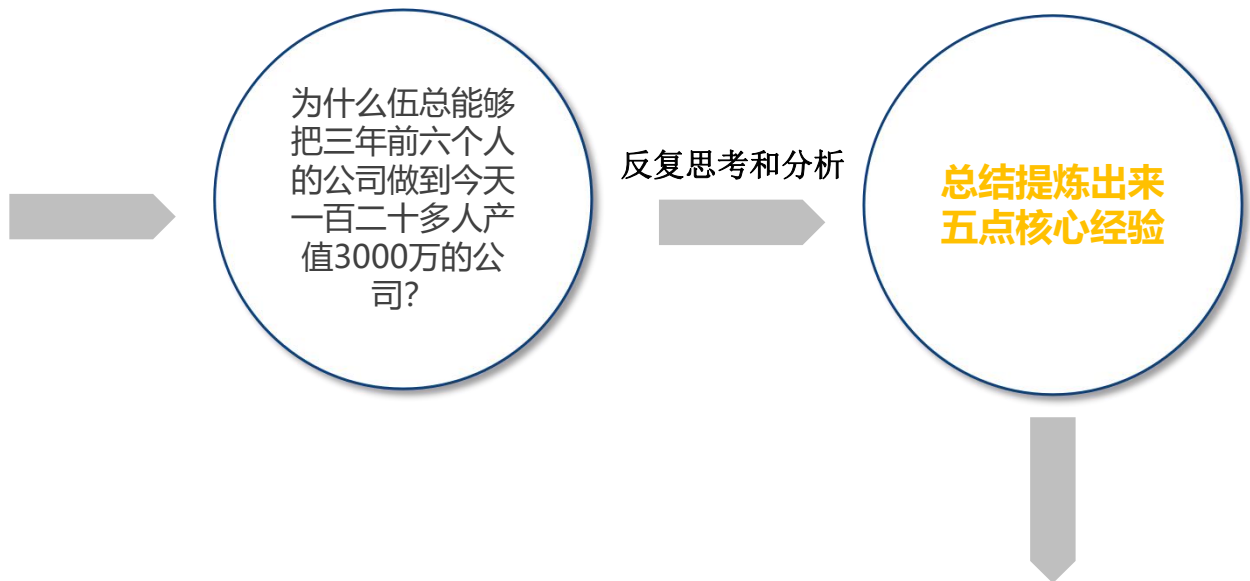 为什么伍总能够
把三年前六个人
的公司做到今天
一百二十多人产
值3000万的公
司?
反复思考和分析
总结提炼出来
五点核心经验